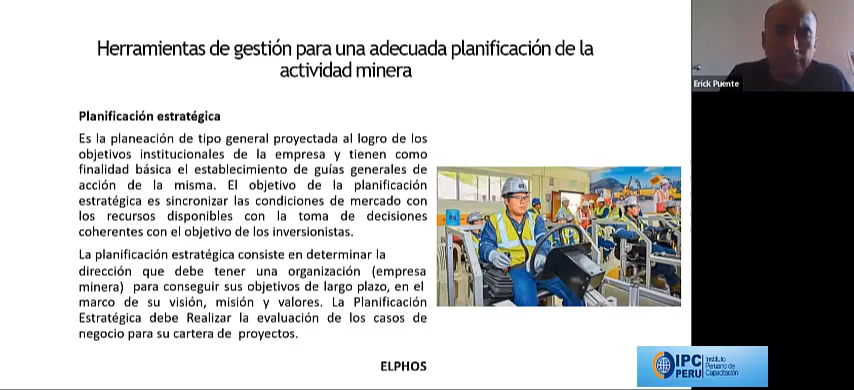 Herramientas de gestión para una adecuada planificación de la
actividad minera
Erick Puente
Planificación estratégica
Es la planeación de tipo general proyectada al logro de los
objetivos institucionales de la empresa y tienen como
finalidad básica el establecimiento de guías generales de
acción de la misma. El objetivo de la planificación
estratégica es sincronizar las condiciones de mercado con
los recursos disponibles con la toma de decisiones
coherentes con el objetivo de los inversionistas.
La planificación estratégica consiste en determinar la
dirección que debe tener una organización (empresa
minera) para conseguir sus objetivos de largo plazo, en el
marco de su visión, misión y valores. La Planificación
Estratégica debe Realizar la evaluación de los casos de
negocio para su cartera de proyectos.
ELPHOS
IPC
PERU
Instituto
Peruano de
Capacitación